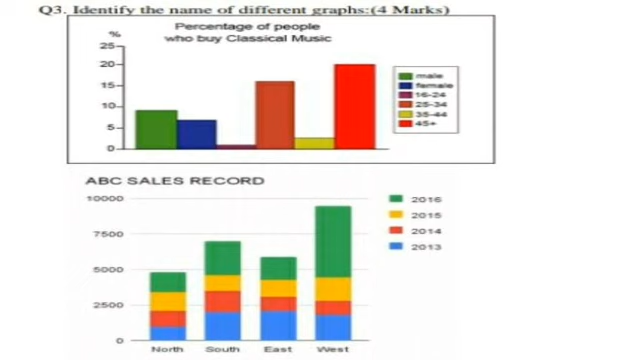 Q3. Identify the name of different graphs:(4 Marks)
Percentage of people
who buy Classical Music
%
25
20
15
10
5
0
male
female
16-24
25-34
35-44
45+
ABC SALES RECORD
10000
7500
5000
2500
0
2016
2015
2014
2013
North South East West